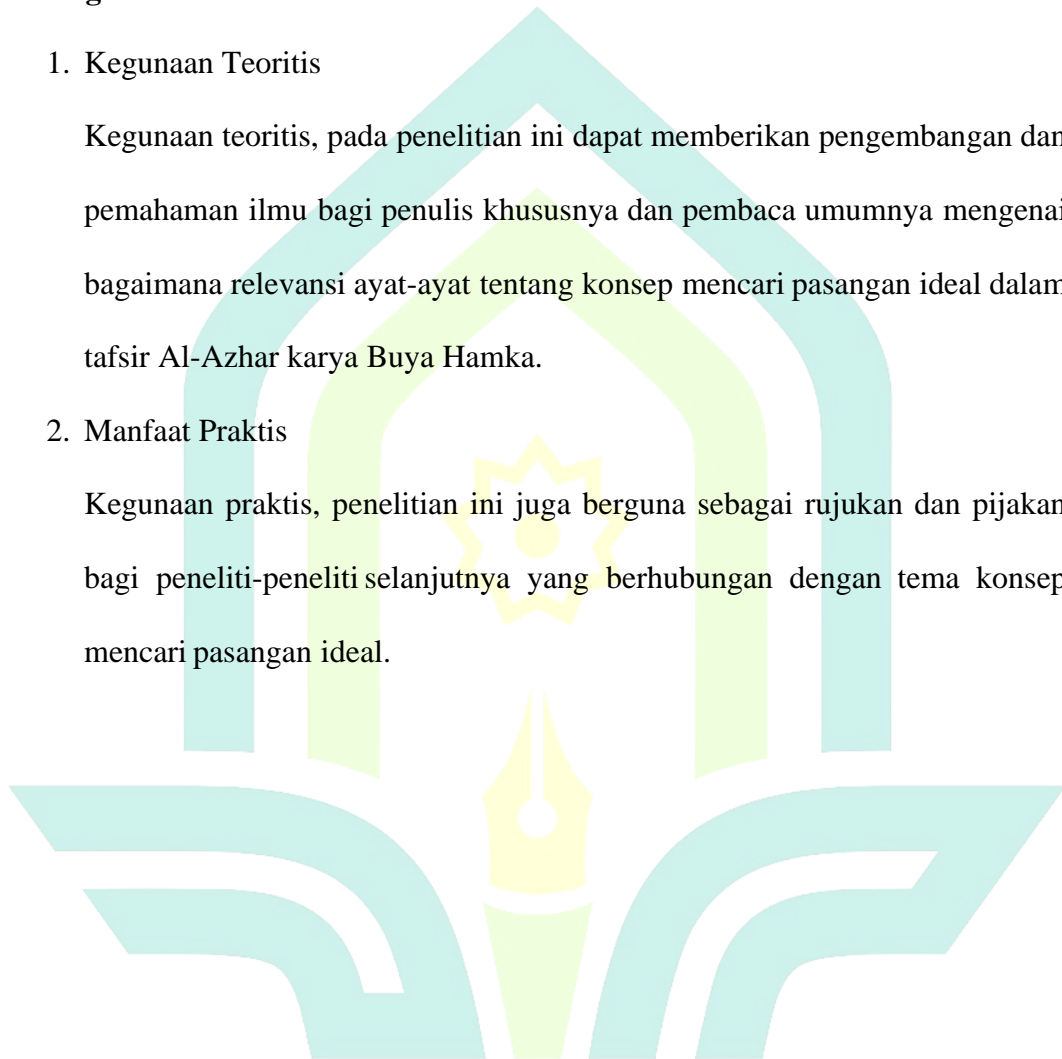 1. Kegunaan Teoritis
Kegunaan teoritis, pada penelitian ini dapat memberikan pengembangan dan
pemahaman ilmu bagi penulis khususnya dan pembaca umumnya mengenai
bagaimana relevansi ayat-ayat tentang konsep mencari pasangan ideal dalam
tafsir Al-Azhar karya Buya Hamka.
2. Manfaat Praktis
Kegunaan praktis, penelitian ini juga berguna sebagai rujukan dan pijakan
bagi peneliti-peneliti selanjutnya yang berhubungan dengan tema konsep
mencari pasangan ideal.